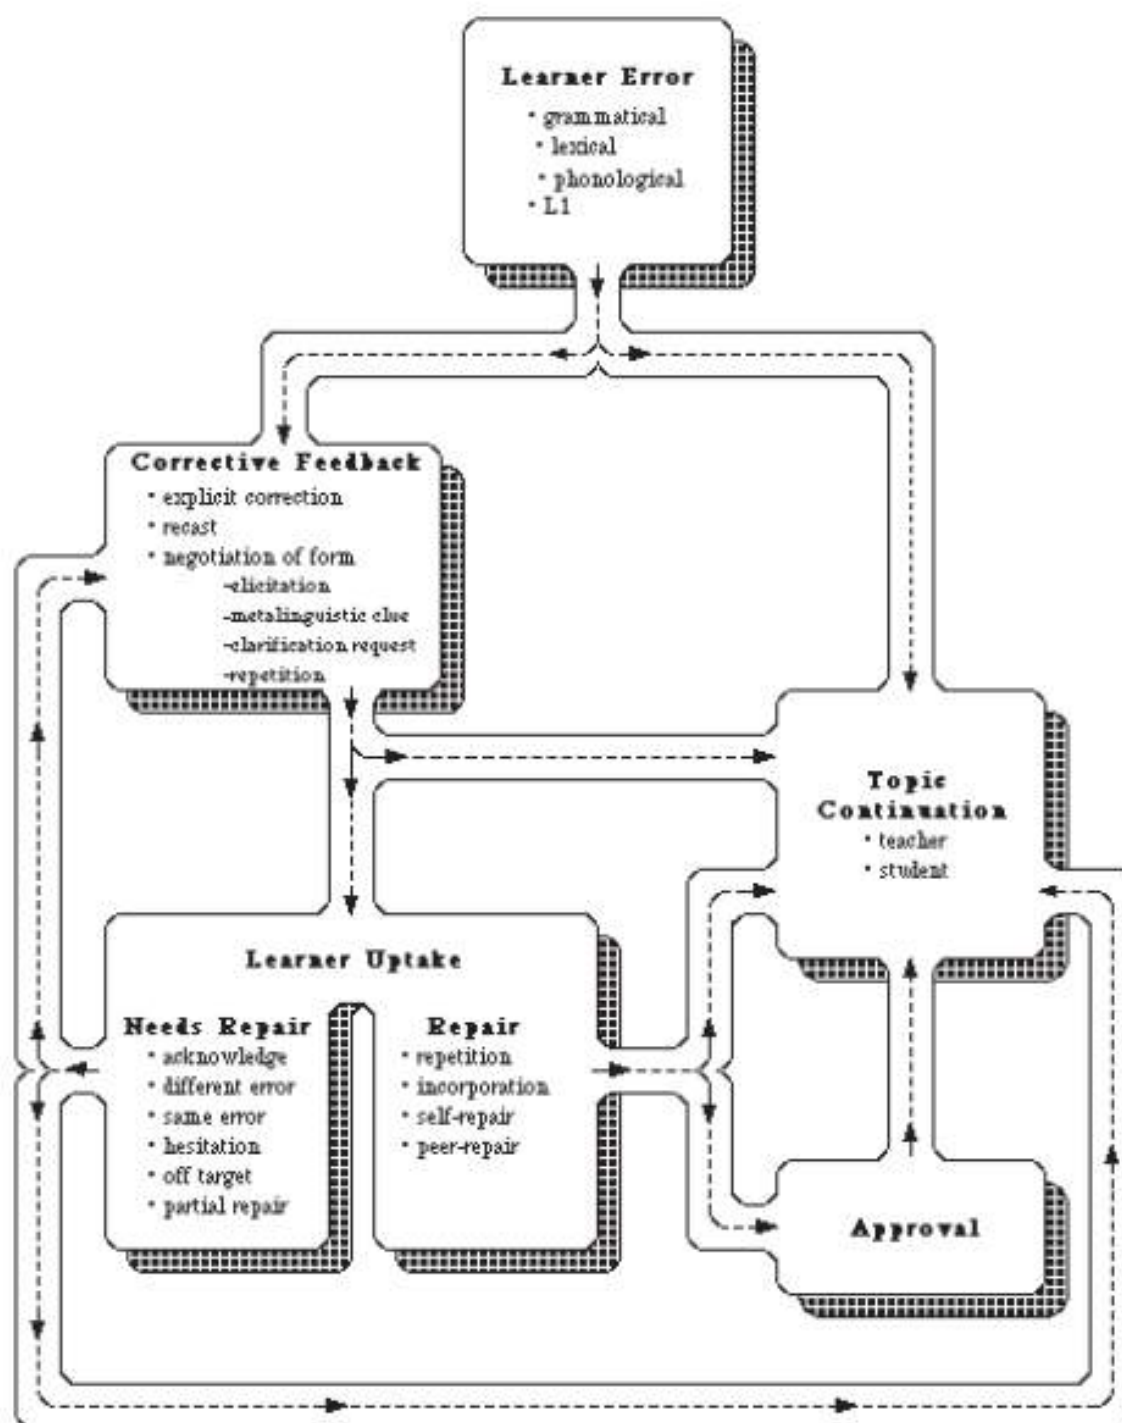 Learner Error
• grammatical
• lexical
• phonological
• L1
Corrective Feedback
• explicit correction
• recast
• negotiation of form
-elicitation
-metalinguistic clue
-clarification request
-repetition
Topic
Continuation
• teacher
• student
Learner Uptake
Needs Repair
• acknowledge
• different error
• same error
• hesitation
• off target
• partial repair
Repair
• repetition
• incorporation
• self-repair
• peer-repair
Approval